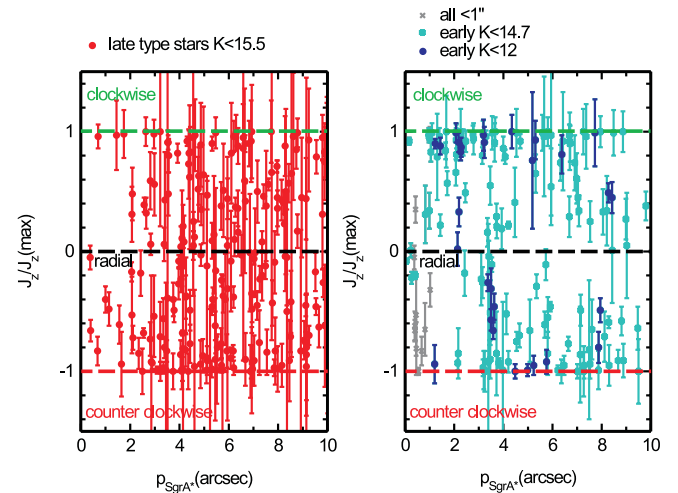 all <1"
late type stars K<15.5
early K<14.7
early K<12
clockwise
clockwise
1
1
J_z/J_z(max)
0
radial
J_z/J_z(max)
0
radial
-1
-1
counter clockwise
counter clockwise
0 2 4 6 8 10
0 2 4 6 8 10
p_SgrA*(arcsec)
p_SgrA*(arcsec)